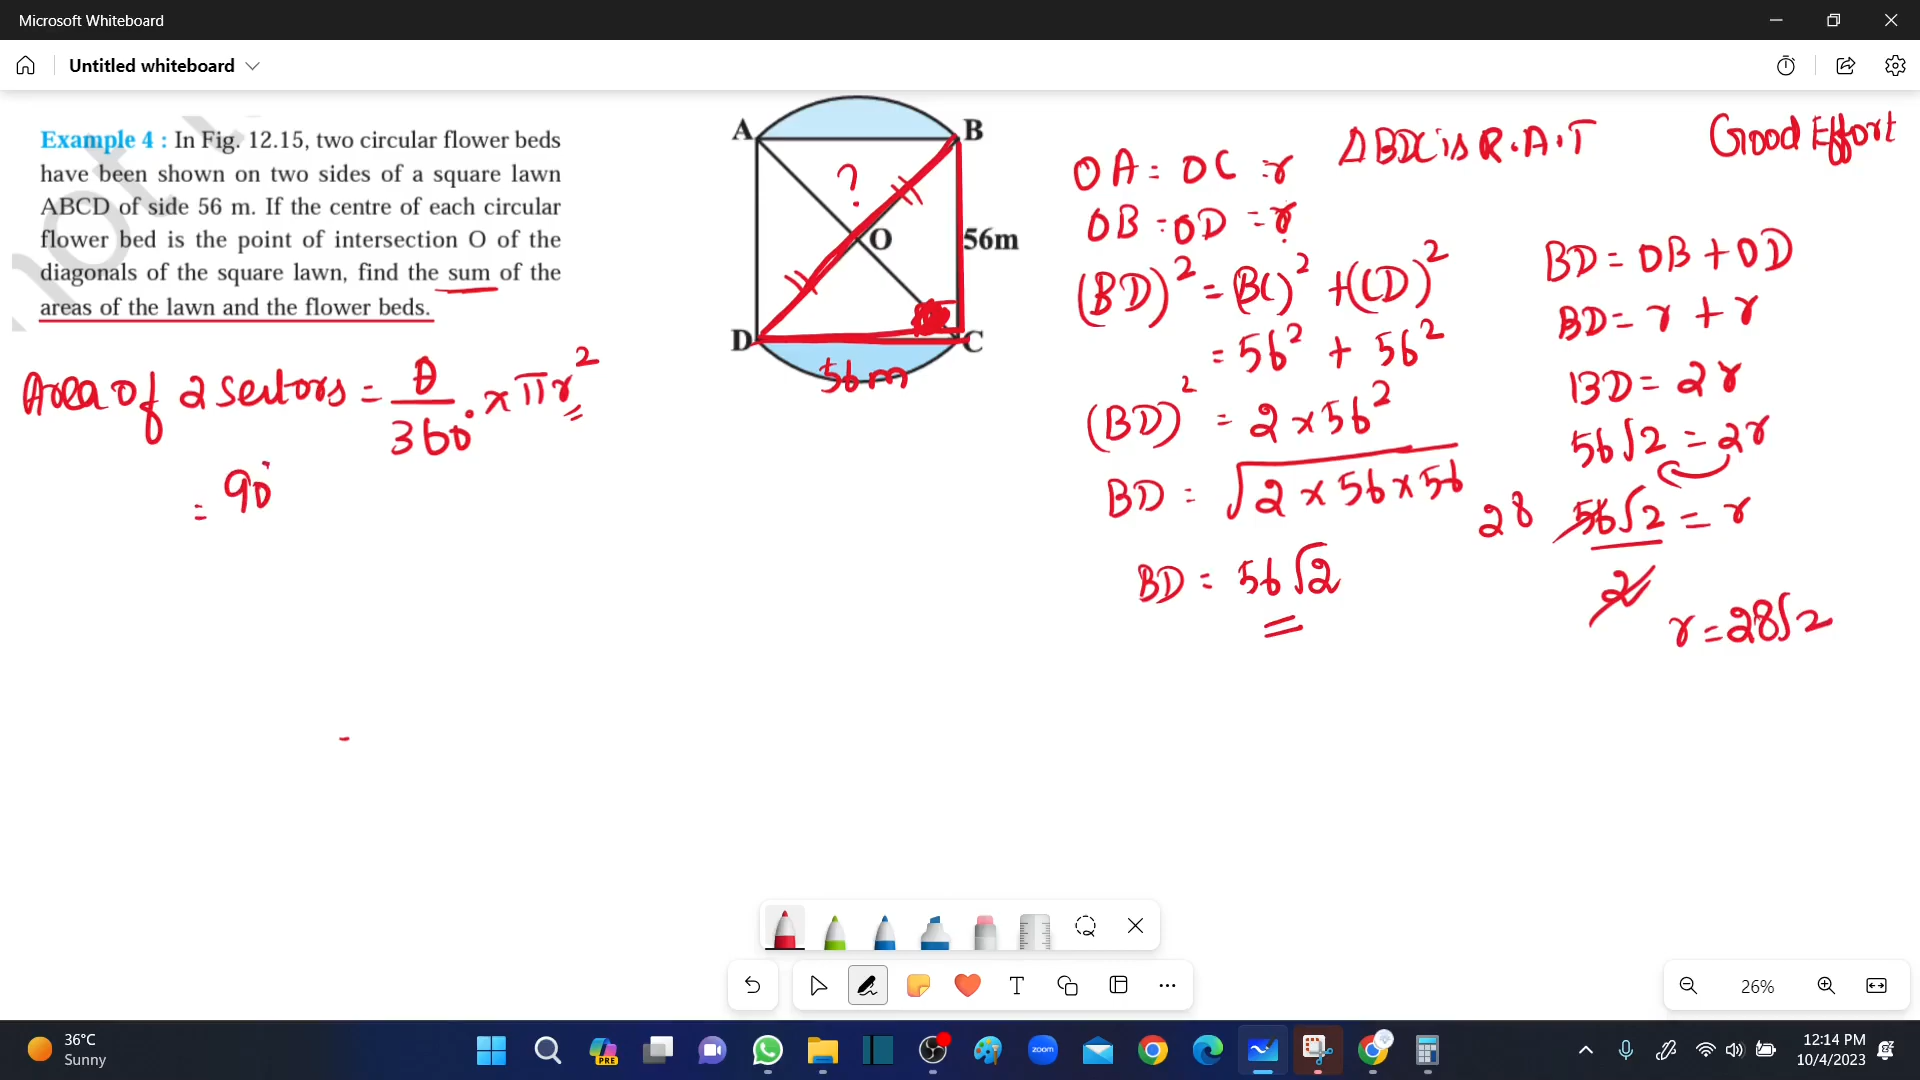 Microsoft Whiteboard
Untitled whiteboard
Example 4 : In Fig. 12.15, two circular flower beds
have been shown on two sides of a square lawn
ABCD of side 56 m. If the centre of each circular
flower bed is the point of intersection O of the
diagonals of the square lawn, find the sum of the
areas of the lawn and the flower beds.
Area of 2 Sectors = θ/360° × πr²
= 90°
A
B
?
O
56m
D
C
56m
OA = OC = r
OB = OD = r
(BD)² = (BC)² + (CD)²
= 56² + 56²
(BD)² = 2 × 56²
BD = √2 × 56 × 56
BD = 56√2
ΔBDC is R.A.T
Good Effort
BD = OB + OD
BD = r + r
BD = 2r
56√2 = 2r
28 56√2/2 = r
r = 28√2
26%
36°C
Sunny
PRE
zoom
12:14 PM
10/4/2023